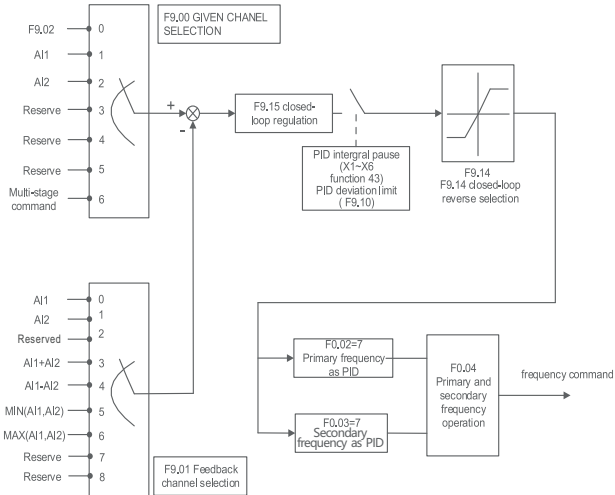 F9.02
0
F9.00 GIVEN CHANEL
SELECTION
AI1
1
AI2
2
Reserve
3
Reserve
4
Reserve
5
Multi-stage
command
6
+
-
F9.15 closed-
loop regulation
PID intergral pause
(X1~X6
function 43)
PID deviation limit
( F9.10)
F9.14
F9.14 closed-loop
reverse selection
AI1
0
AI2
1
Reserved
2
AI1+AI2
3
AI1-AI2
4
MIN(AI1,AI2)
5
MAX(AI1,AI2)
6
Reserve
7
Reserve
8
F9.01 Feedback
channel selection
F0.02=7
Primary frequency
as PID
F0.03=7
Secondary
frequency as PID
F0.04
Primary and
secondary
frequency
operation
frequency command